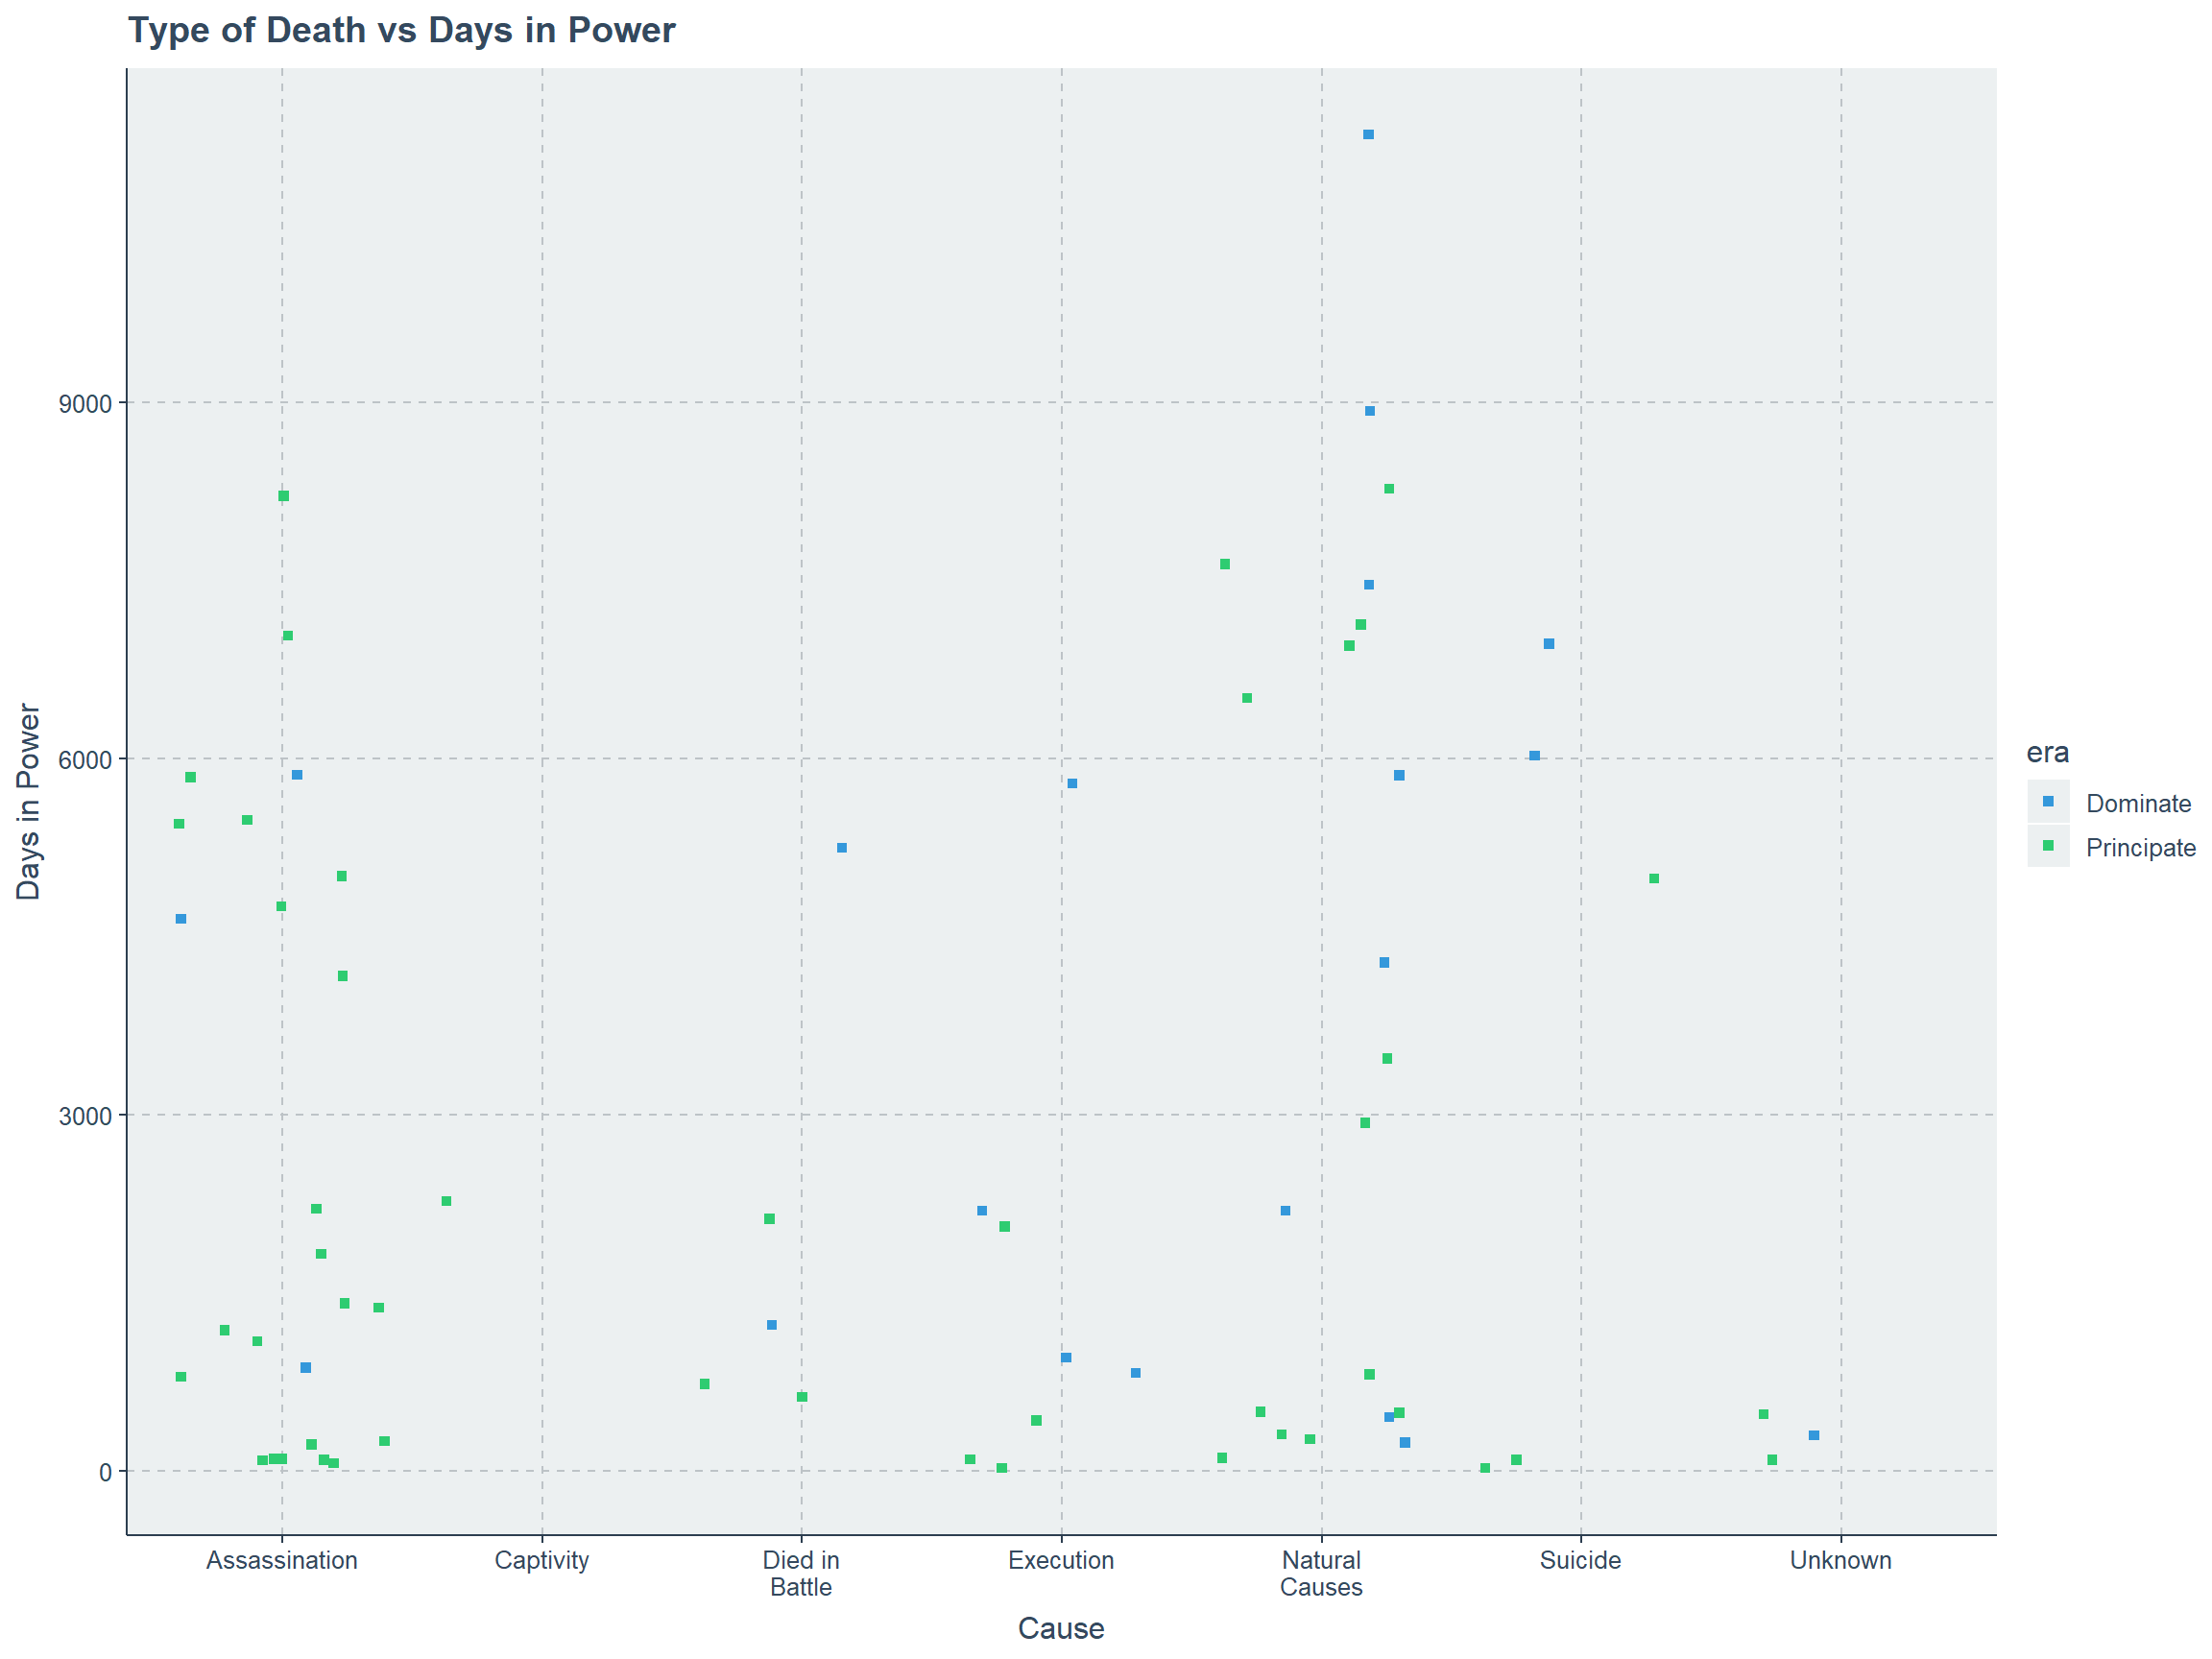 Type of Death vs Days in Power
Days in Power
9000
6000
3000
0
Assassination
Captivity
Died in
Battle
Execution
Natural
Causes
Suicide
Unknown
Cause
era
Dominate
Principate